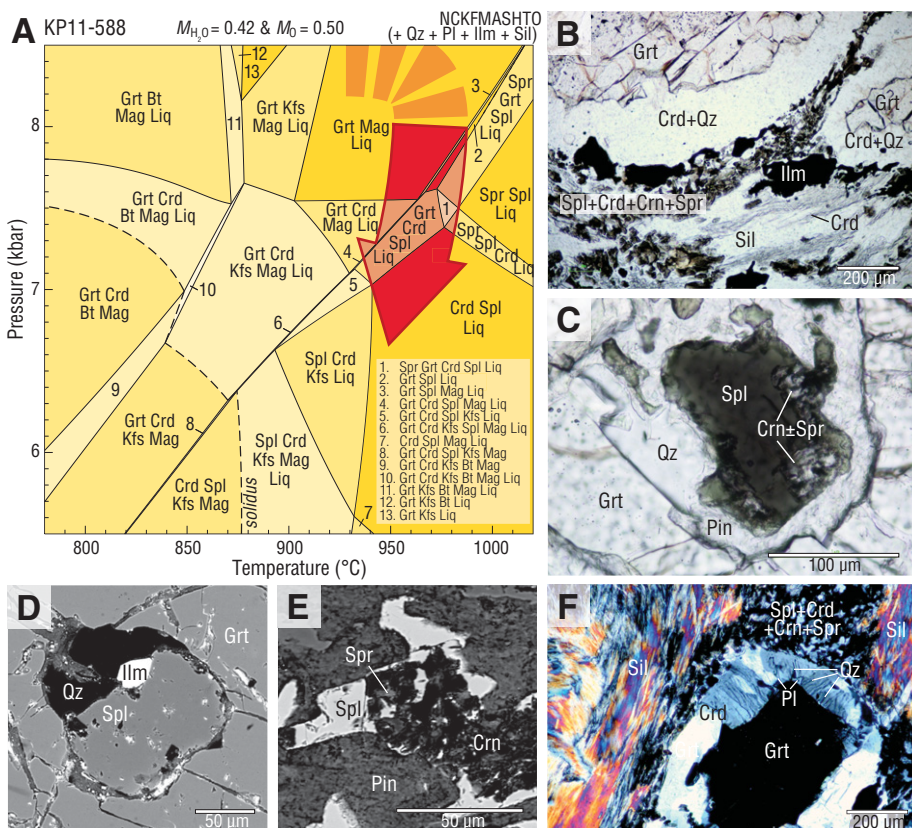 A
KP11-588
MH2O = 0.42 & MO = 0.50
NCKFMASHTO
(+ Qz + Pl + Ilm + Sil)
12
13
3
Spr
Grt
Spl
Liq
Grt Bt
Mag Liq
11
Grt Kfs
Mag Liq
Grt Mag
Liq
2
8
Grt Crd
Bt Mag Liq
Grt Crd
Mag Liq
Grt
Crd
Spl
Liq
1
Spr Spl
Liq
Spr Spl
Crd Liq
4
5
Grt Crd
Kfs Mag Liq
Grt Crd
Bt Mag
10
7
6
Crd Spl
Liq
Spl Crd
Kfs Liq
9
Grt Crd
Kfs Mag
8
Spl Crd
Kfs Mag
Liq
6
Crd Spl
Kfs Mag
solidus
7
1. Spr Grt Crd Spl Liq
2. Grt Spl Liq
3. Grt Spl Mag Liq
4. Grt Crd Spl Mag Liq
5. Grt Crd Spl Kfs Liq
6. Grt Crd Kfs Spl Mag Liq
7. Crd Spl Mag Liq
8. Grt Crd Spl Kfs Mag
9. Grt Crd Kfs Bt Mag
10. Grt Crd Kfs Bt Mag Liq
11. Grt Kfs Bt Mag Liq
12. Grt Kfs Bt Liq
13. Grt Kfs Liq
Pressure (kbar)
800
850
900
950
1000
Temperature (°C)
B
Grt
Grt
Crd+Qz
Crd+Qz
Ilm
Spl+Crd+Crn+Spr
Crd
Sil
200 µm
C
Spl
Crn±Spr
Qz
Grt
Pin
100 µm
D
Grt
Ilm
Qz
Spl
50 µm
E
Spr
Spl
Crn
Pin
50 µm
F
Spl+Crd
+Crn+Spr
Sil
Sil
Qz
Pl
Crd
Grt
200 µm